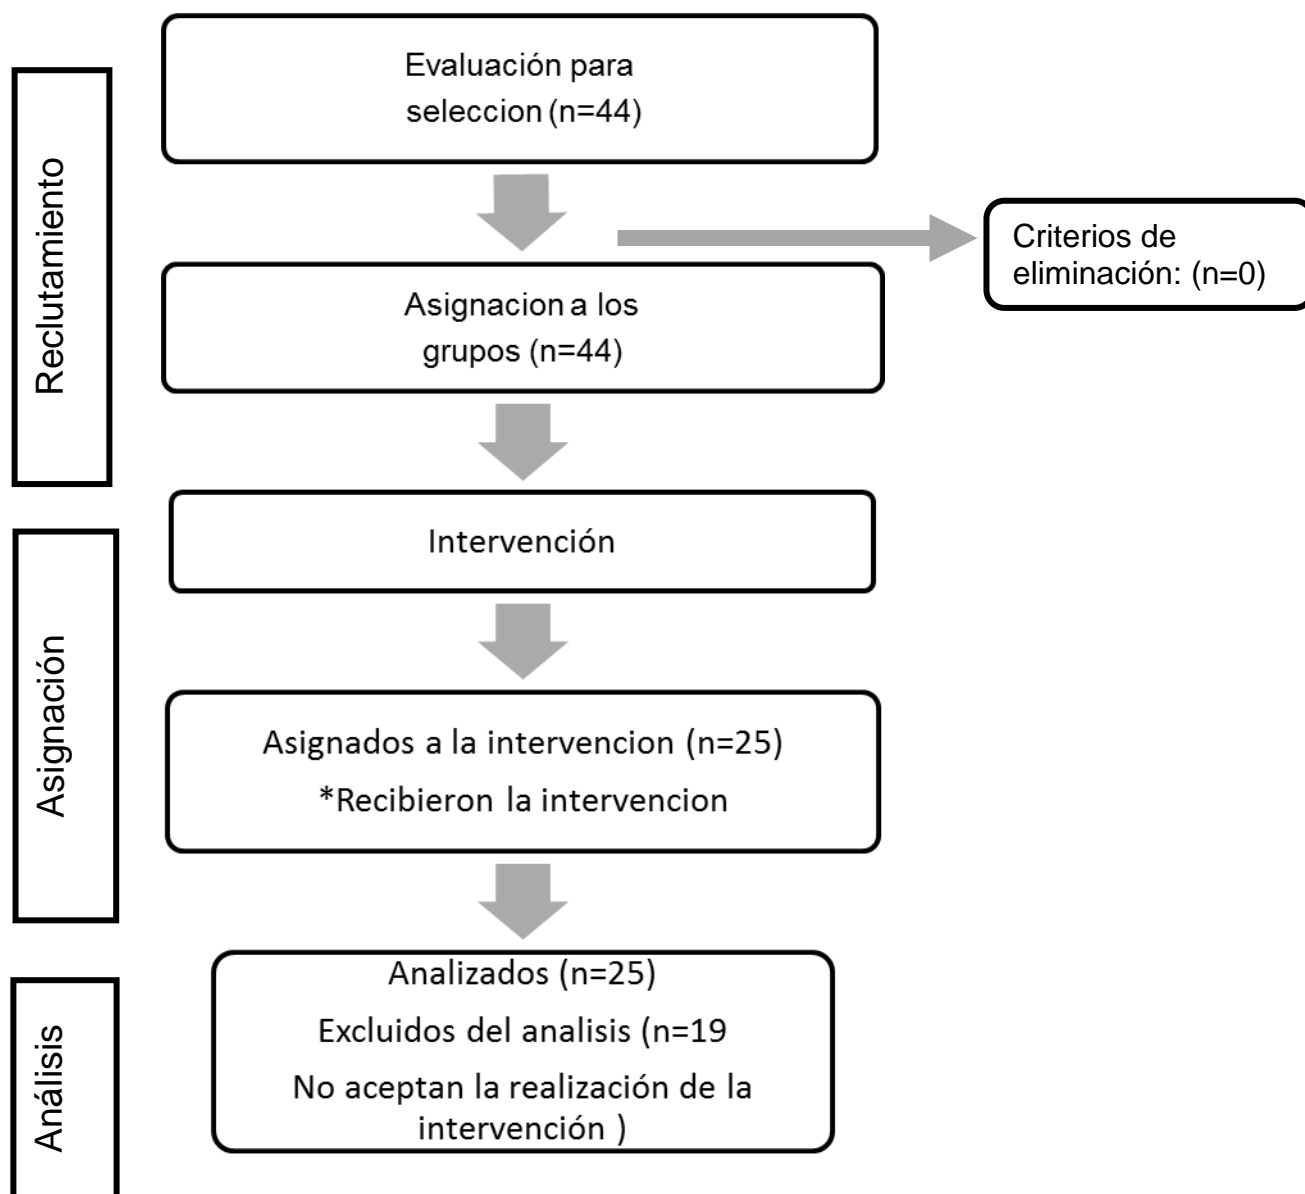 Reclutamiento
Evaluación para
seleccion (n=44)
Criterios de
eliminación: (n=0)
Asignacion a los
grupos (n=44)
Asignación
Intervención
Asignados a la intervencion (n=25)
*Recibieron la intervencion
Análisis
Analizados (n=25)
Excluidos del analisis (n=19
No aceptan la realización de la
intervención )